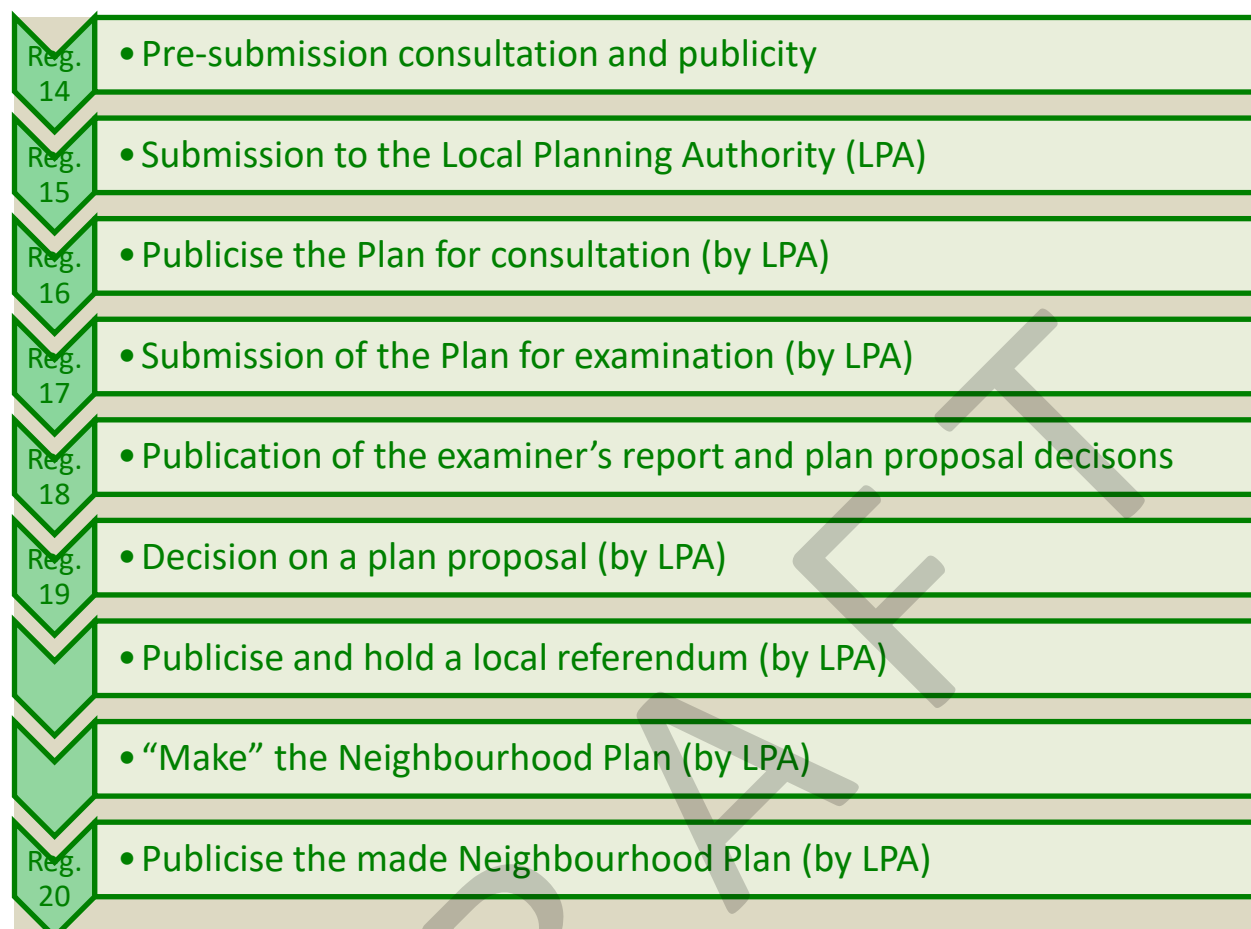 Reg.
14
• Pre-submission consultation and publicity
Reg.
15
• Submission to the Local Planning Authority (LPA)
Reg.
16
• Publicise the Plan for consultation (by LPA)
Reg.
17
• Submission of the Plan for examination (by LPA)
Reg.
18
• Publication of the examiner’s report and plan proposal decisons
Reg.
19
• Decision on a plan proposal (by LPA)
• Publicise and hold a local referendum (by LPA)
• “Make” the Neighbourhood Plan (by LPA)
Reg.
20
• Publicise the made Neighbourhood Plan (by LPA)
RAFT